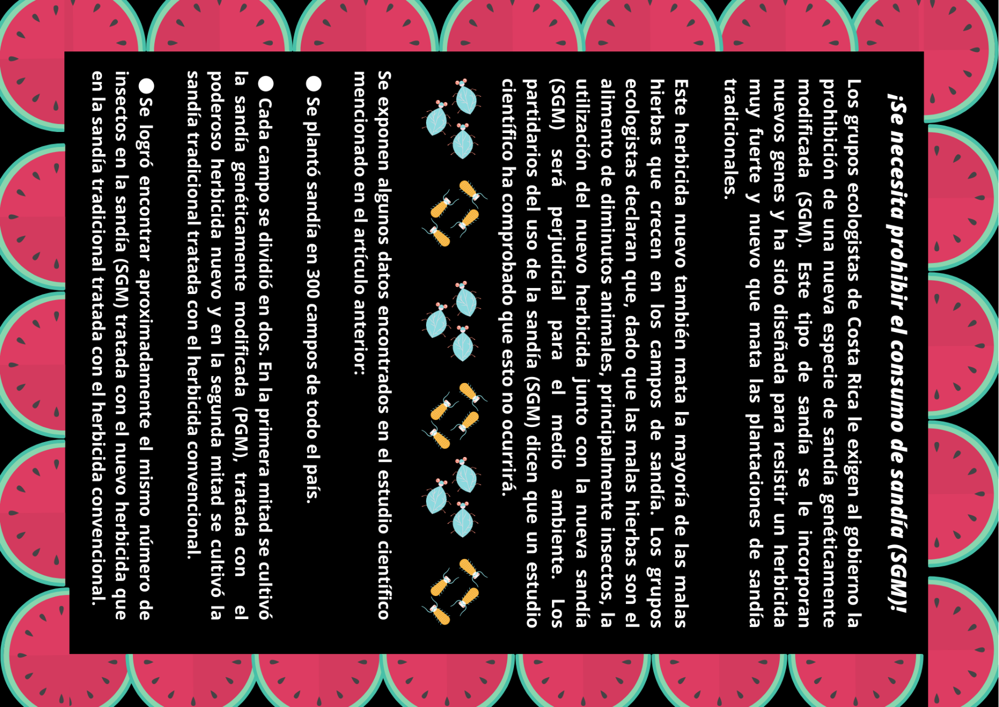 ¡Se necesita prohibir el consumo de sandía (SGM)!
Los grupos ecologistas de Costa Rica le exigen al gobierno la
prohibición de una nueva especie de sandía genéticamente
modificada (SGM). Este tipo de sandía se le incorporan
nuevos genes y ha sido diseñada para resistir un herbicida
muy fuerte y nuevo que mata las plantaciones de sandía
tradicionales.
Este herbicida nuevo también mata la mayoría de las malas
hierbas que crecen en los campos de sandía. Los grupos
ecologistas declaran que, dado que las malas hierbas son el
alimento de diminutos animales, principalmente insectos, la
utilización del nuevo herbicida junto con la nueva sandía
(SGM) será perjudicial para el medio ambiente. Los
partidarios del uso de la sandía (SGM) dicen que un estudio
científico ha comprobado que esto no ocurrirá.
Se exponen algunos datos encontrados en el estudio científico
mencionado en el artículo anterior:
● Se plantó sandía en 300 campos de todo el país.
● Cada campo se dividió en dos. En la primera mitad se cultivó
la sandía genéticamente modificada (PGM), tratada con el
poderoso herbicida nuevo y en la segunda mitad se cultivó la
sandía tradicional tratada con el herbicida convencional.
● Se logró encontrar aproximadamente el mismo número de
insectos en la sandía (SGM) tratada con el nuevo herbicida que
en la sandía tradicional tratada con el herbicida convencional.